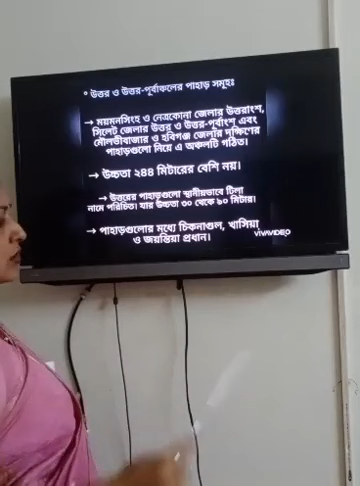 ° উত্তর ও উত্তর-পূর্বাঞ্চলের পাহাড় সমূহঃ
→ ময়মনসিংহ ও নেত্রকোনা জেলার উত্তরাংশ,
সিলেট জেলার উত্তর ও উত্তর-পূর্বাংশ এবং
মৌলভীবাজার ও হবিগঞ্জ জেলার দক্ষিণের
পাহাড়গুলো নিয়ে এ অঞ্চলটি গঠিত।
→ উচ্চতা ২৪৪ মিটারের বেশি নয়।
→ উত্তরের পাহাড়গুলো স্থানীয়ভাবে টিলা
নামে পরিচিত। যার উচ্চতা ৩০ থেকে ৯০ মিটার।
→ পাহাড়গুলোর মধ্যে চিকনাগুল, খাসিয়া
ও জয়ন্তিয়া প্রধান।
VIVAVIDEO